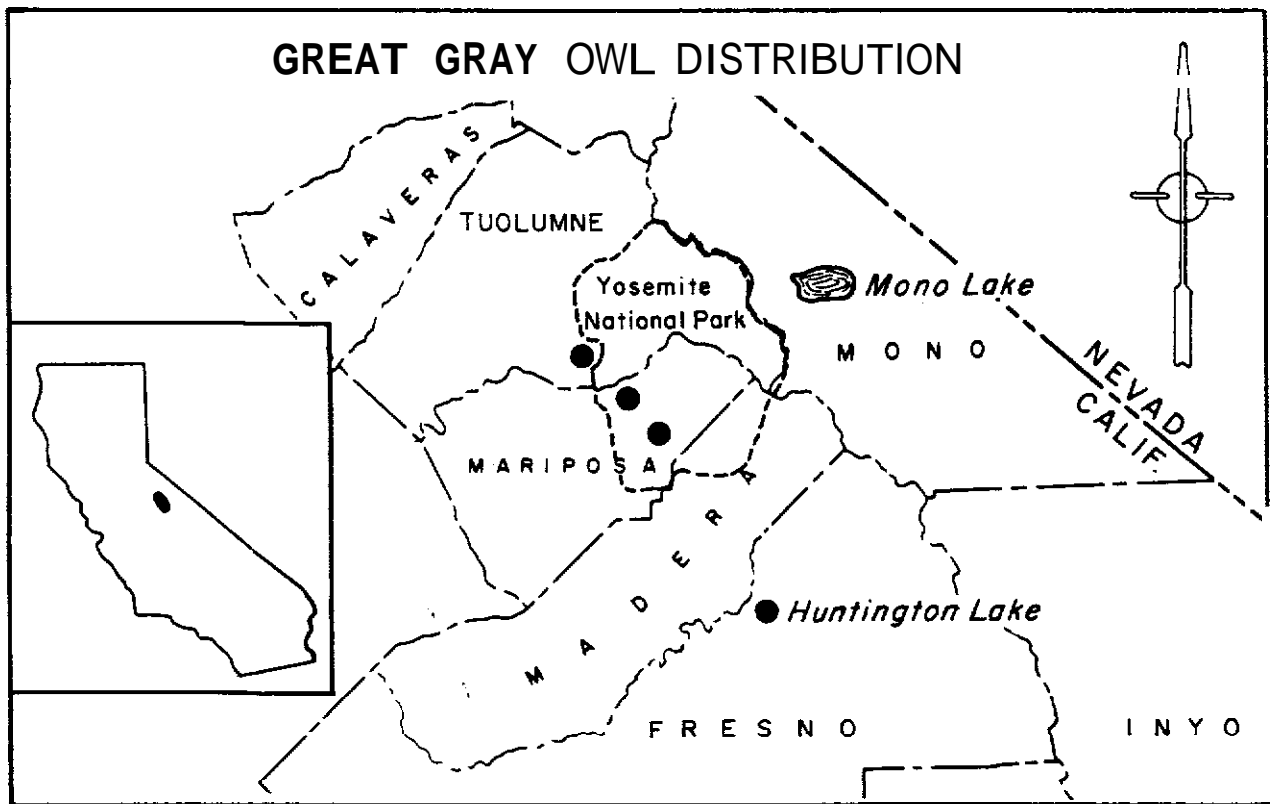 GREAT GRAY OWL DISTRIBUTION
CALAVERAS
TUOLUMNE
Yosemite
National Park
Mono Lake
MONO
NEVADA
CALIF.
MARIPOSA
MADERA
Huntington Lake
FRESNO
INYO